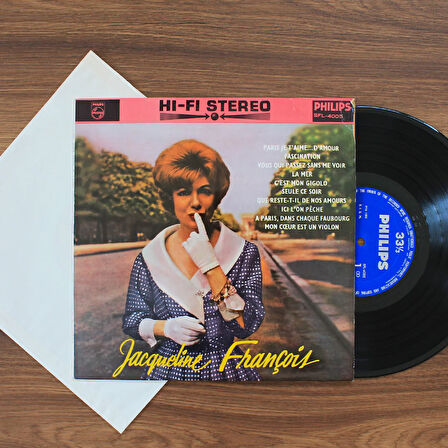 HI-FI STEREO
PHILIPS
SFL-4005
PARIS JE T'AIME...D'AMOUR
FASCINATION
VOUS QUI PASSEZ SANS ME VOIR
LA MER
C'EST MON GIGOLO
SEULE CE SOIR
QUE RESTE-T-IL DE NOS AMOURS
ICI L'ON PÊCHE
A PARIS, DANS CHAQUE FAUBOURG
MON CŒUR EST UN VIOLON
Jacqueline François
PHILIPS
33⅓